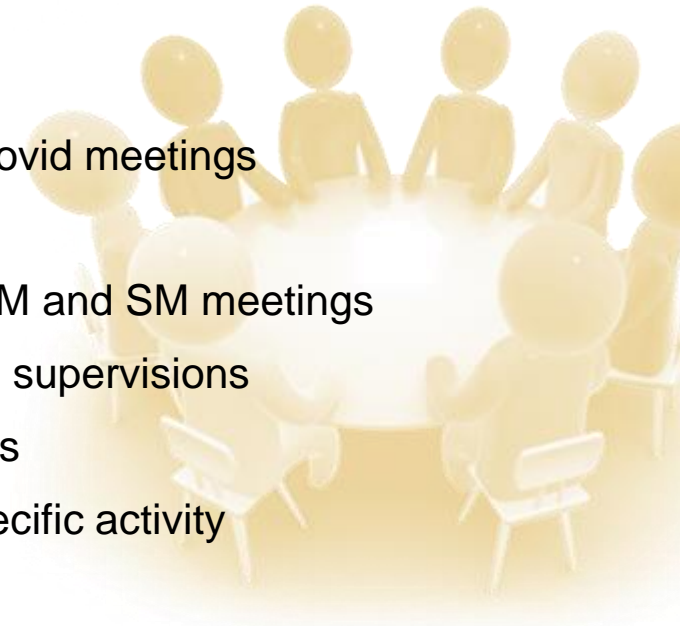 ovid meetings
M and SM meetings
supervisions
s
ecific activity